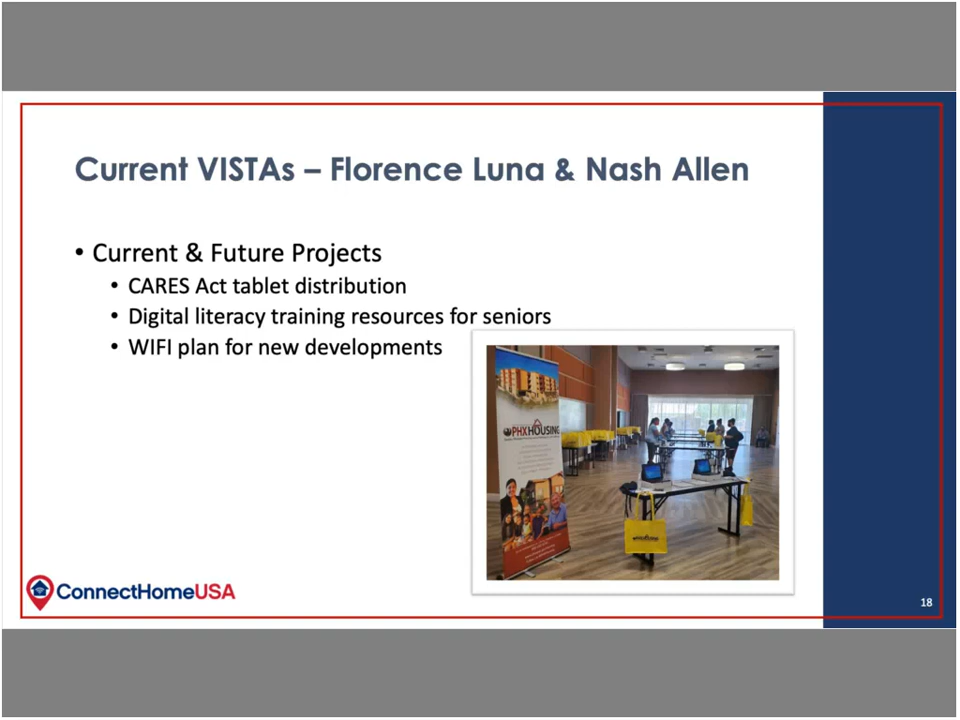 Current VISTAs – Florence Luna & Nash Allen
• Current & Future Projects
• CARES Act tablet distribution
• Digital literacy training resources for seniors
• WIFI plan for new developments
PHXHOUSING
ConnectHomeUSA
18